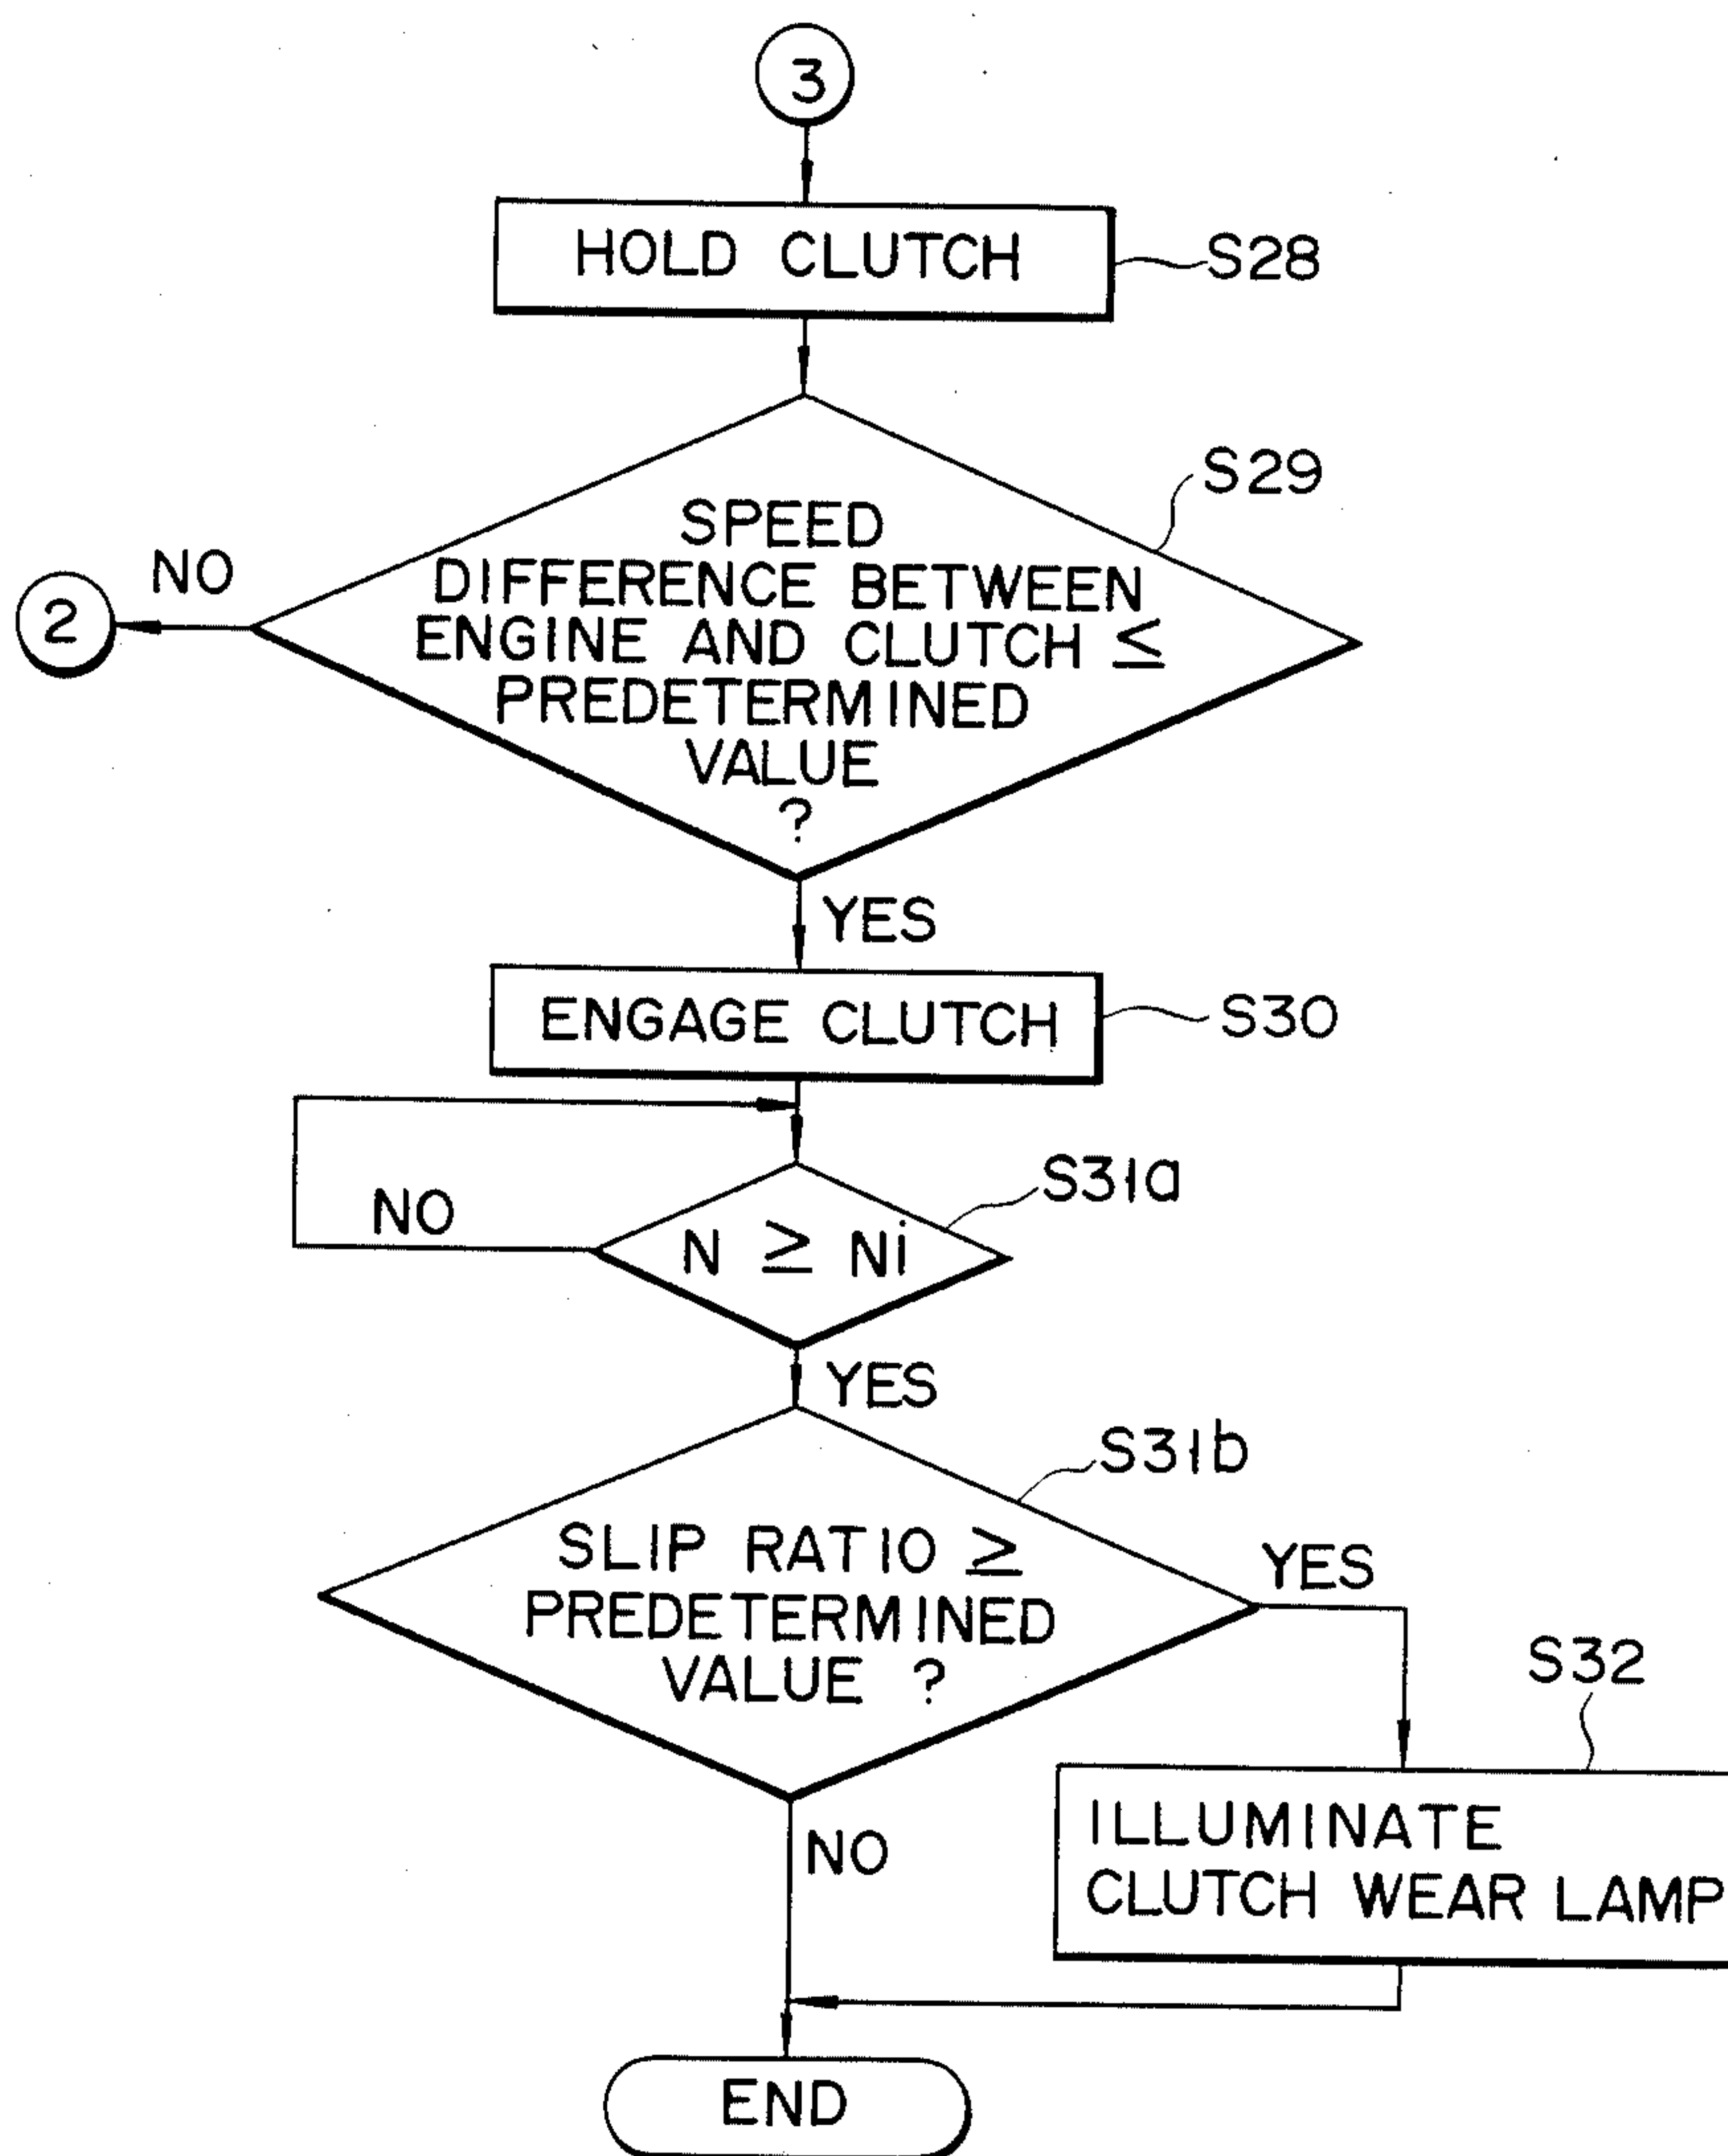 3
HOLD CLUTCH
S28
S29
SPEED
DIFFERENCE BETWEEN
ENGINE AND CLUTCH ≤
PREDETERMINED
VALUE
?
NO
2
YES
ENGAGE CLUTCH
S30
S31a
NO
N ≥ Ni
YES
S31b
SLIP RATIO ≥
PREDETERMINED
VALUE ?
YES
S32
ILLUMINATE
CLUTCH WEAR LAMP
NO
END